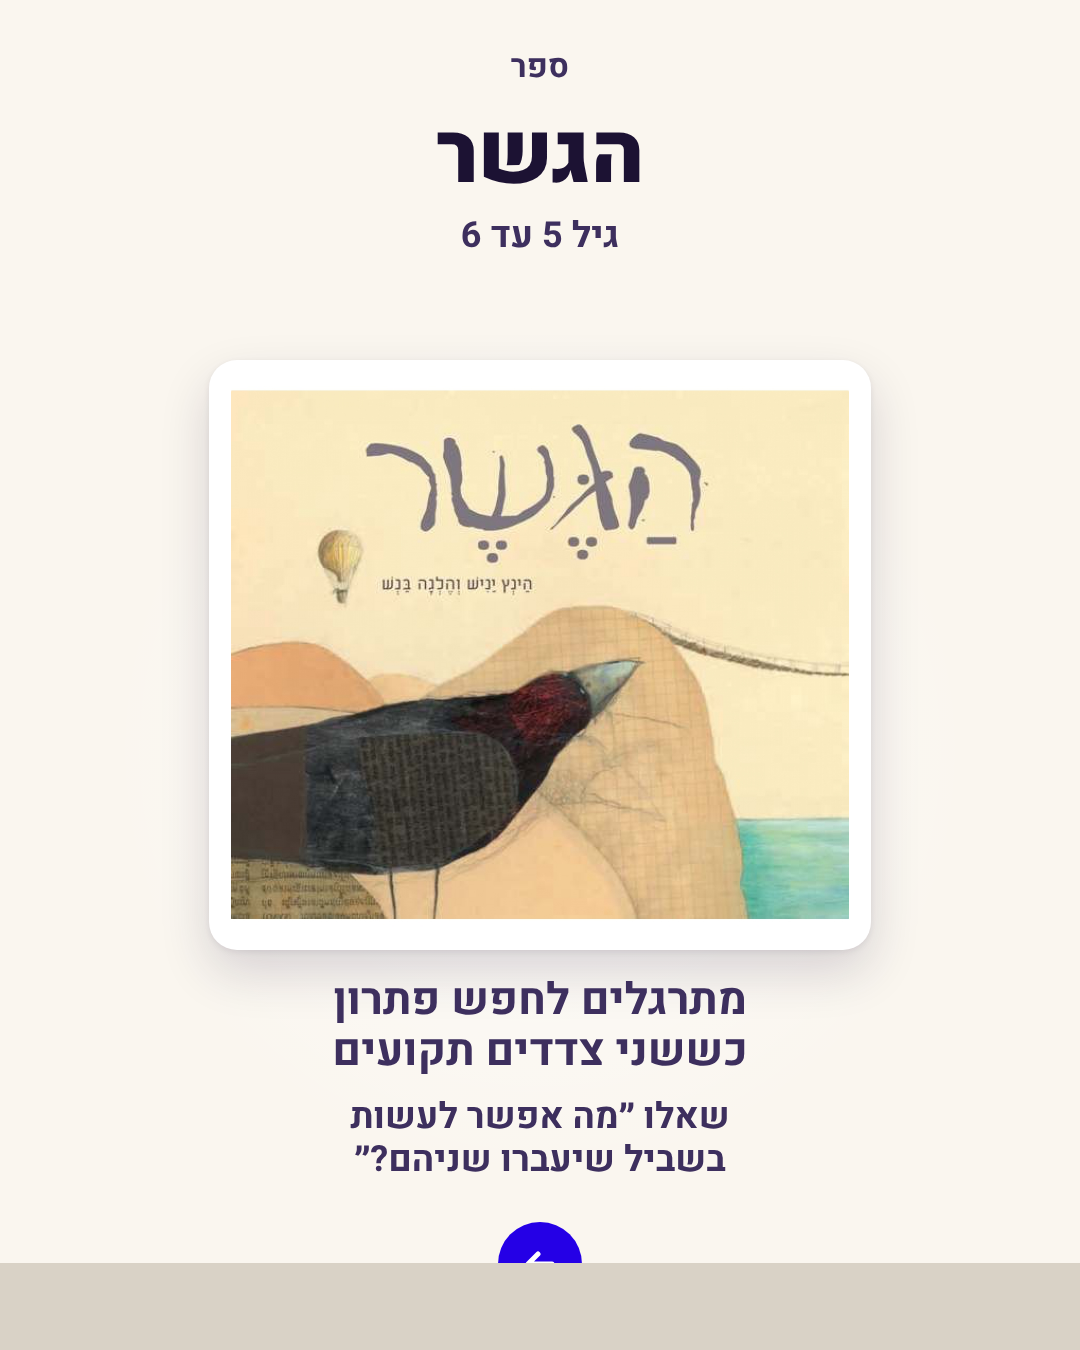 ספר
הגשר
גיל 5 עד 6
הַגֶּשֶׁר
הַיְנְץ יָנִישׁ וְהֶלְגָה בַּנְשׁ
מתרגלים לחפש פתרון
כששני צדדים תקועים
שאלו ״מה אפשר לעשות
בשביל שיעברו שניהם?״